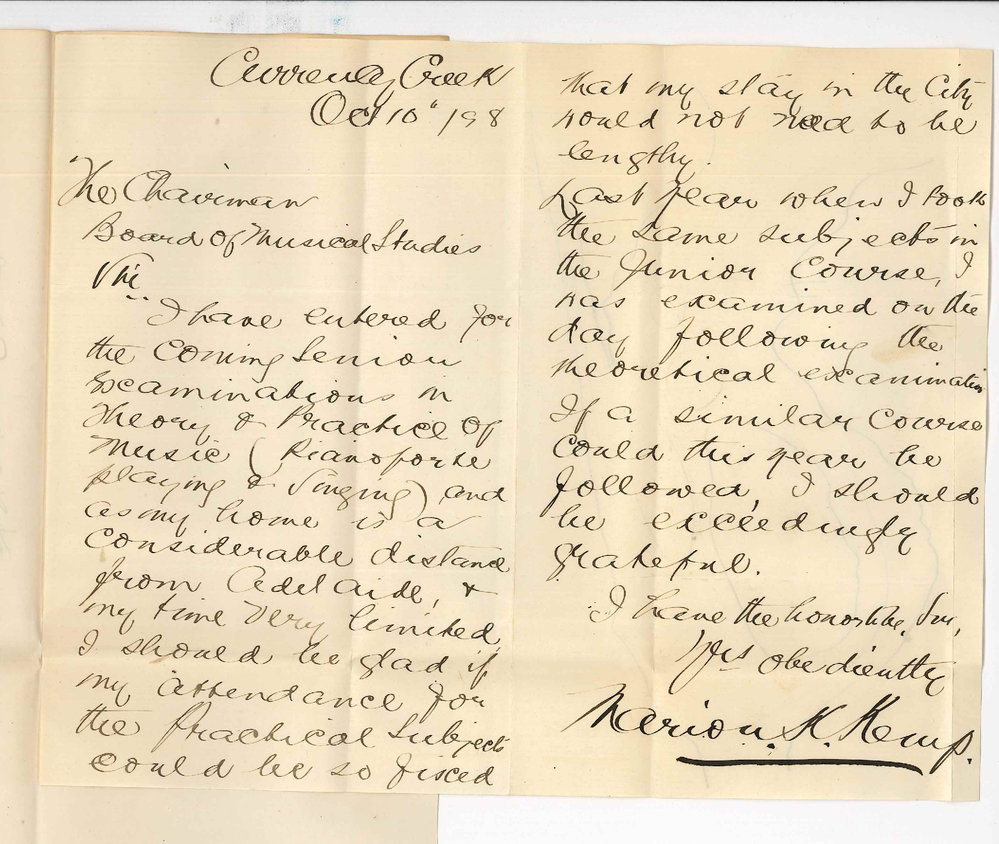 Currency Creek
Oct 10" /98
The Chairman
Board of Musical Studies
Sir
I have entered for
the coming Senior
Examinations in
Theory & Practice of
Music (Pianoforte
playing & Singing) and
as my home is a
considerable distance
from Adelaide, &
my time very limited
I should be glad if
my attendance for
the Practical Subjects
could be so fixed
that my stay in the City
would not need to be
lengthy.
Last year when I took
the same subjects in
the Junior Course, I
was examined on the
day following the
theoretical examination
If a similar course
could this year be
followed, I should
be exceedingly
grateful.
I have the honor to be, Sir,
Yrs obediently
Marion. K. Kemp.